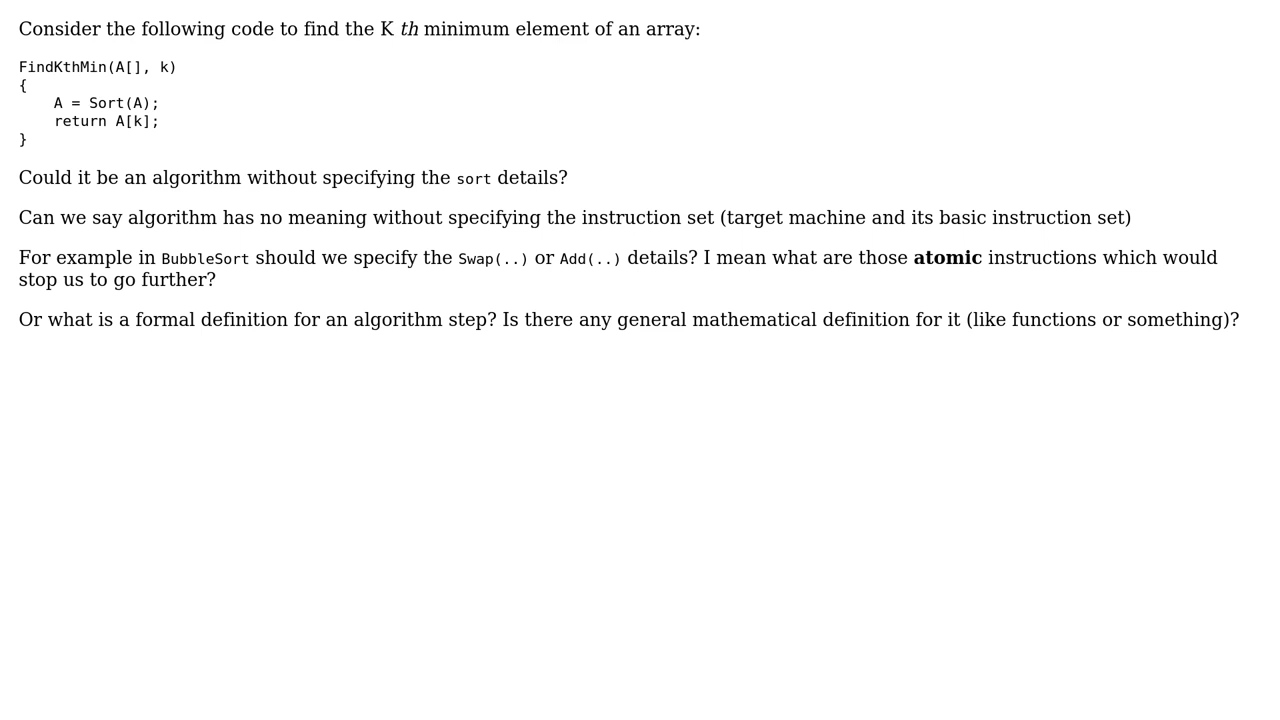 Consider the following code to find the K th minimum element of an array:
FindKthMin(A[], k)
{
    A = Sort(A);
    return A[k];
}
Could it be an algorithm without specifying the sort details?
Can we say algorithm has no meaning without specifying the instruction set (target machine and its basic instruction set)
For example in BubbleSort should we specify the Swap(..) or Add(..) details? I mean what are those atomic instructions which would
stop us to go further?
Or what is a formal definition for an algorithm step? Is there any general mathematical definition for it (like functions or something)?